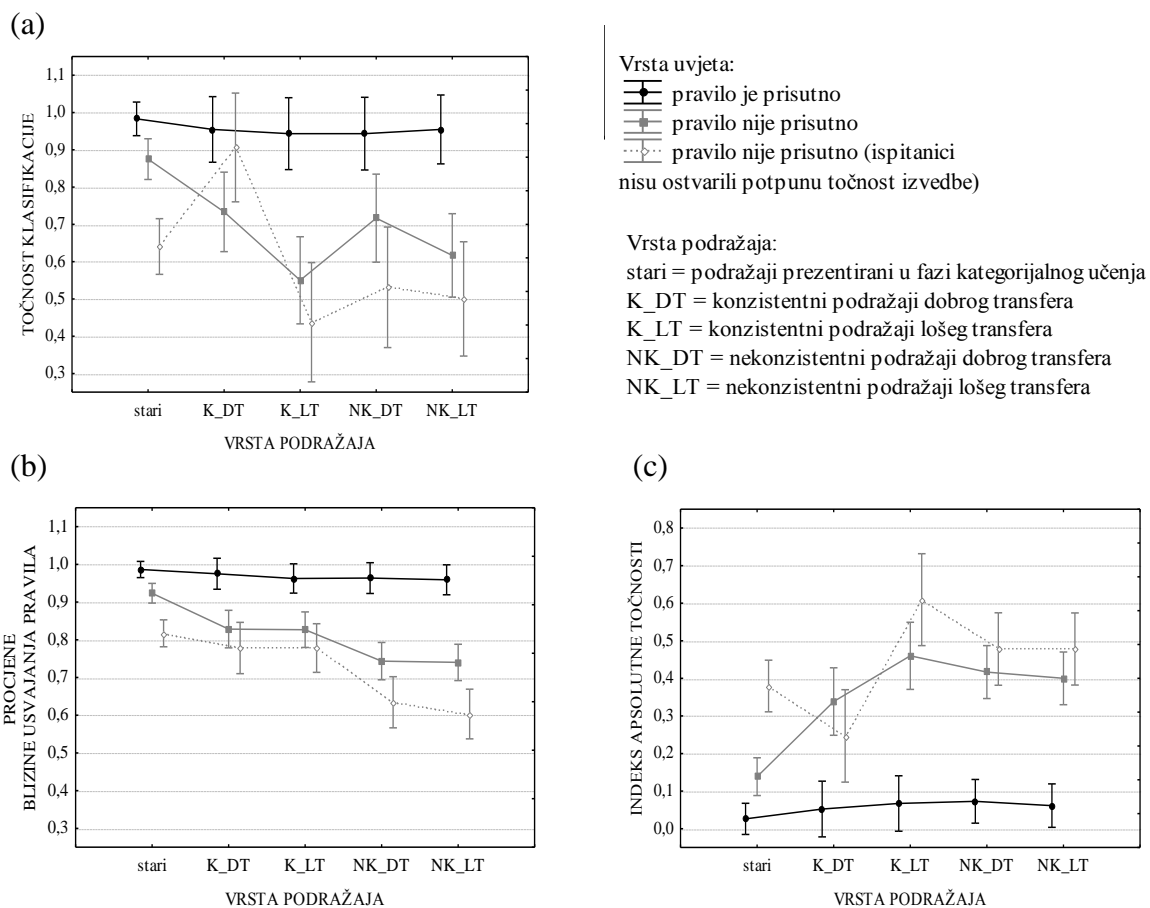 (a)
TOČNOST KLASIFIKACIJE
1,1
1,0
0,9
0,8
0,7
0,6
0,5
0,4
0,3
stari K_DT K_LT NK_DT NK_LT
VRSTA PODRAŽAJA
Vrsta uvjeta:
pravilo je prisutno
pravilo nije prisutno
pravilo nije prisutno (ispitanici
nisu ostvarili potpunu točnost izvedbe)
Vrsta podražaja:
stari = podražaji prezentirani u fazi kategorijalnog učenja
K_DT = konzistentni podražaji dobrog transfera
K_LT = konzistentni podražaji lošeg transfera
NK_DT = nekonzistentni podražaji dobrog transfera
NK_LT = nekonzistentni podražaji lošeg transfera
(b)
PROCJENE
BLIZINE USVAJANJA PRAVILA
1,1
1,0
0,9
0,8
0,7
0,6
0,5
0,4
0,3
stari K_DT K_LT NK_DT NK_LT
VRSTA PODRAŽAJA
(c)
INDEKS APSOLUTNE TOČNOSTI
0,8
0,7
0,6
0,5
0,4
0,3
0,2
0,1
0,0
stari K_DT K_LT NK_DT NK_LT
VRSTA PODRAŽAJA